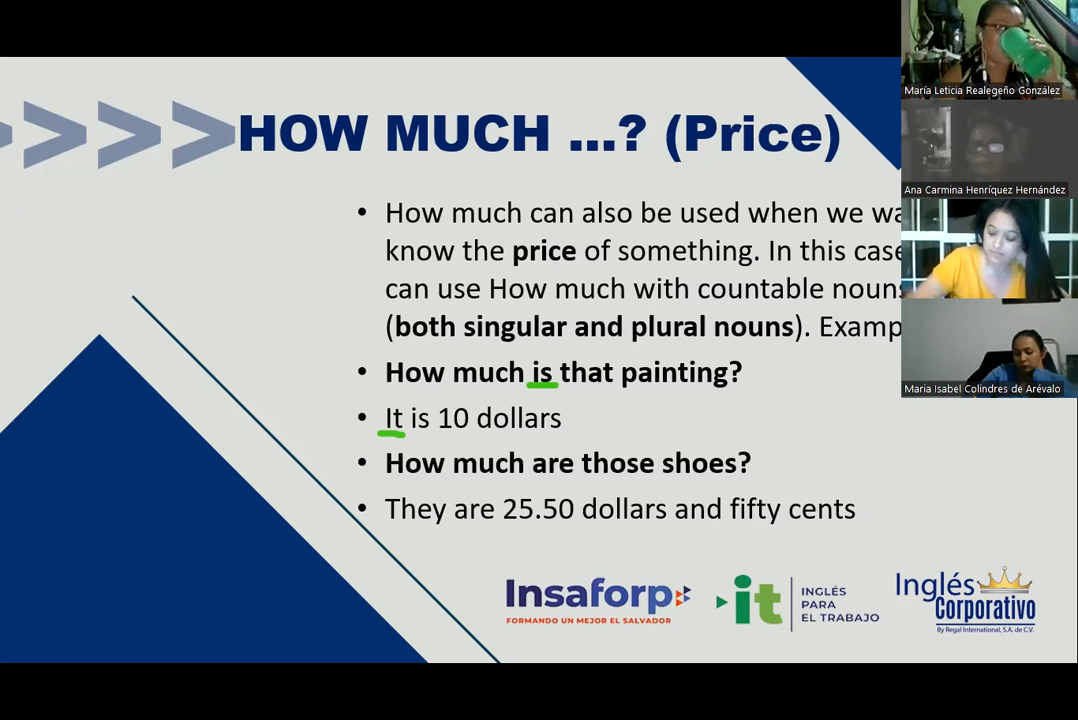 HOW MUCH ...? (Price)
• How much can also be used when we
know the price of something. In this case
can use How much with countable
(both singular and plural nouns).
• How much is that painting?
• It is 10 dollars
• How much are those shoes?
• They are 25.50 dollars and fifty cents
Insaforp
FORMANDO UN MEJOR EL SALVADOR
it
INGLÉS
PARA
EL TRABAJO
Inglés
Corporativo
By Regal International, S.A. de C.V.
María Leticia Realegeño González
Ana Carmina Henríquez Hernández
Maria Isabel Colindres de Arévalo